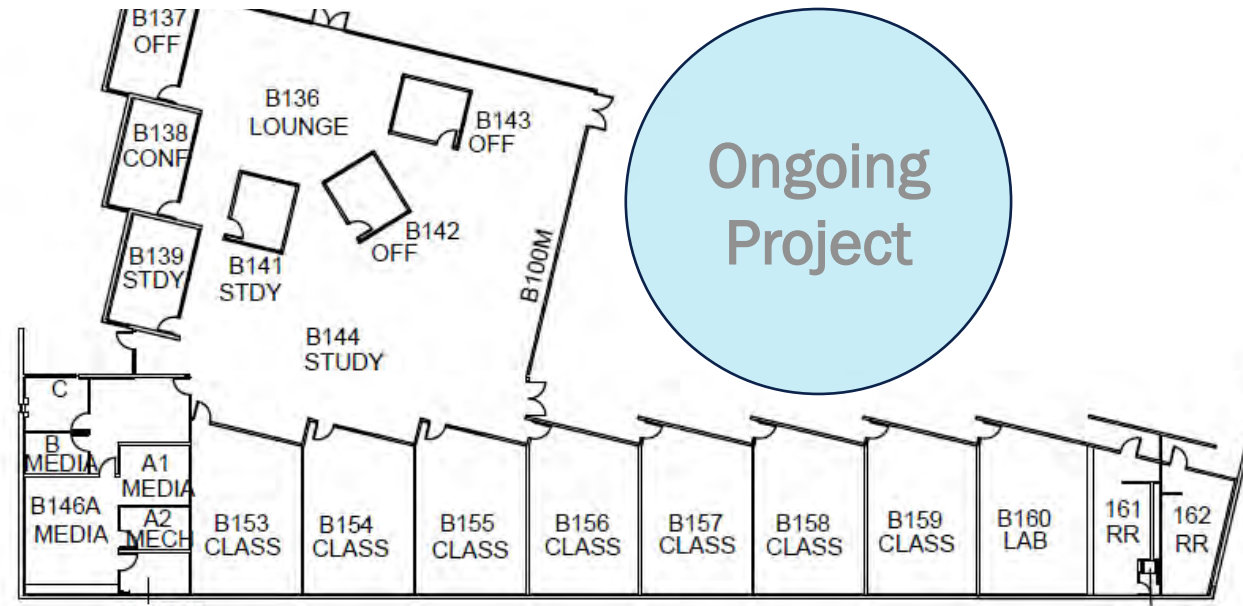 B137
OFF
B136
LOUNGE
B143
OFF
B138
CONF
B142
OFF
B139
STDY
B141
STDY
B100M
B144
STUDY
Ongoing
Project
C
B
MEDIA
A1
MEDIA
B146A
MEDIA
A2
MECH
B153
CLASS
B154
CLASS
B155
CLASS
B156
CLASS
B157
CLASS
B158
CLASS
B159
CLASS
B160
LAB
161
RR
162
RR